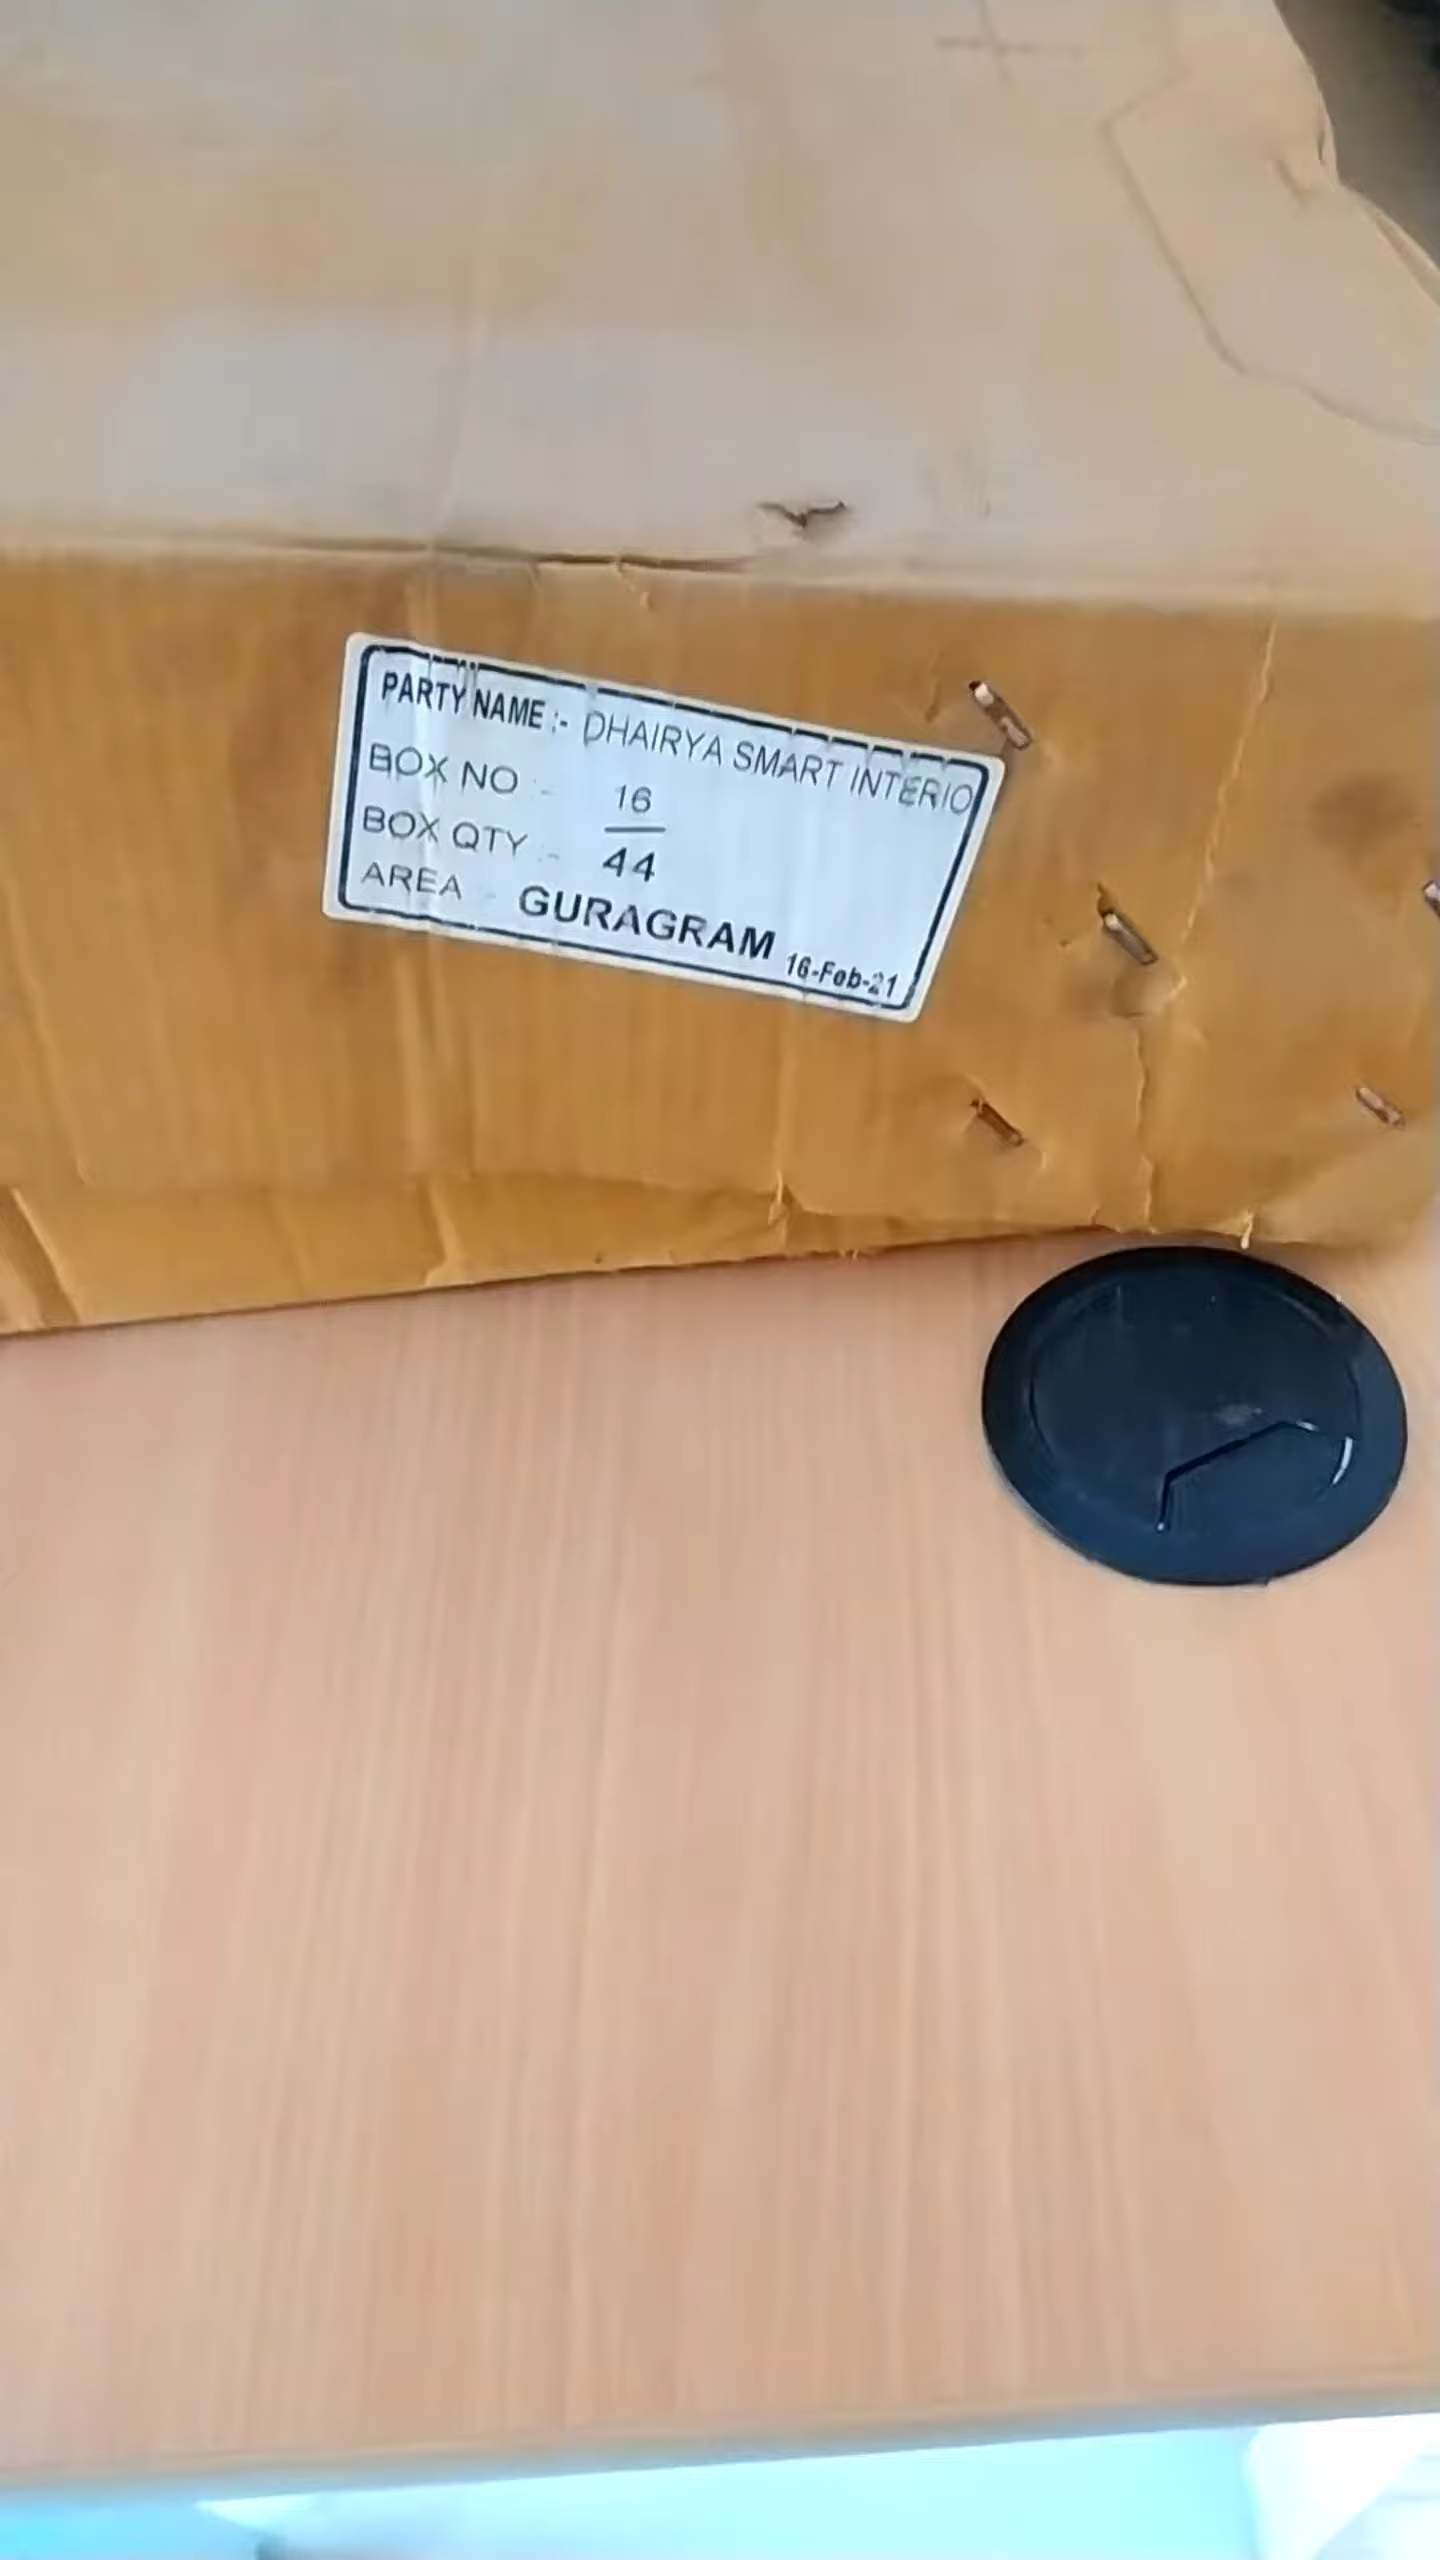 PARTY NAME :- DHAIRYA SMART INTERIO
BOX NO :- 16
BOX QTY :- 44
AREA - GURAGRAM 16-Feb-21